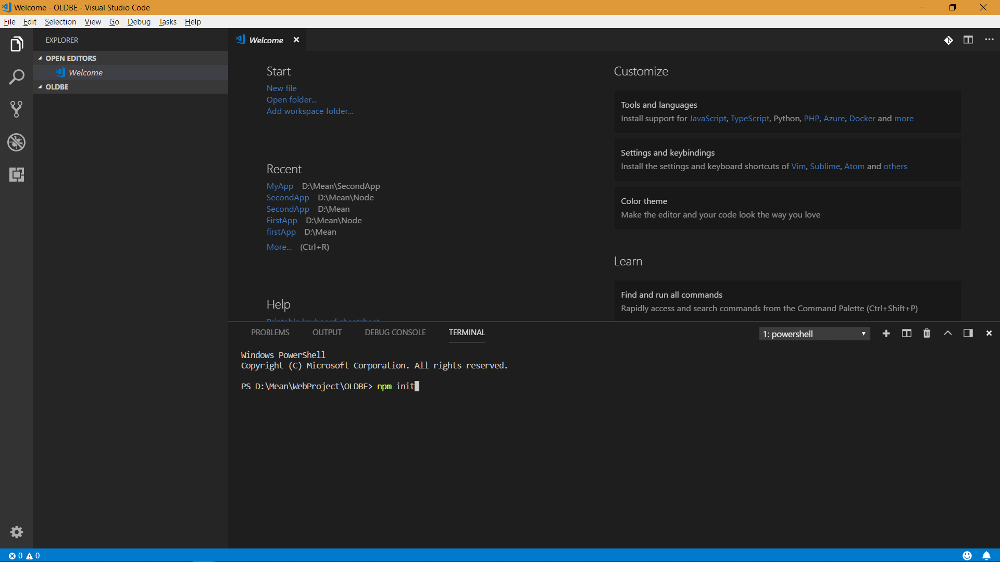 Welcome - OLDBE - Visual Studio Code
File Edit Selection View Go Debug Tasks Help
EXPLORER
OPEN EDITORS
Welcome
OLDBE
Welcome
Start
New file
Open folder...
Add workspace folder...
Recent
MyApp D:\Mean\SecondApp
SecondApp D:\Mean\Node
SecondApp D:\Mean
FirstApp D:\Mean\Node
firstApp D:\Mean
More... (Ctrl+R)
Help
Printable keyboard cheatsheet
Customize
Tools and languages
Install support for JavaScript, TypeScript, Python, PHP, Azure, Docker and more
Settings and keybindings
Install the settings and keyboard shortcuts of Vim, Sublime, Atom and others
Color theme
Make the editor and your code look the way you love
Learn
Find and run all commands
Rapidly access and search commands from the Command Palette (Ctrl+Shift+P)
PROBLEMS OUTPUT DEBUG CONSOLE TERMINAL
1: powershell
Windows PowerShell
Copyright (C) Microsoft Corporation. All rights reserved.
PS D:\Mean\WebProject\OLDBE> npm init
0 0